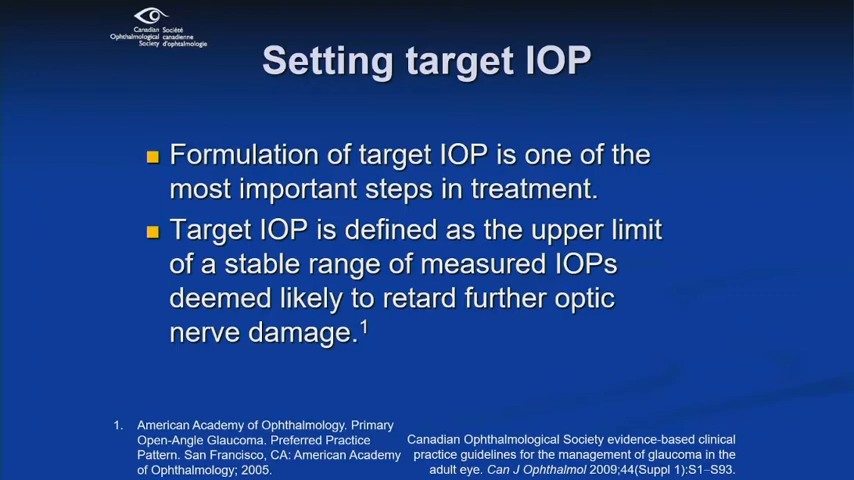 Canadian Société
Ophthalmological canadienne
Society d'ophtalmologie
Setting target IOP
Formulation of target IOP is one of the
most important steps in treatment.
Target IOP is defined as the upper limit
of a stable range of measured IOPs
deemed likely to retard further optic
nerve damage.1
1. American Academy of Ophthalmology. Primary
Open-Angle Glaucoma. Preferred Practice
Pattern. San Francisco, CA: American Academy
of Ophthalmology; 2005.
Canadian Ophthalmological Society evidence-based clinical
practice guidelines for the management of glaucoma in the
adult eye. Can J Ophthalmol 2009;44(Suppl 1):S1–S93.